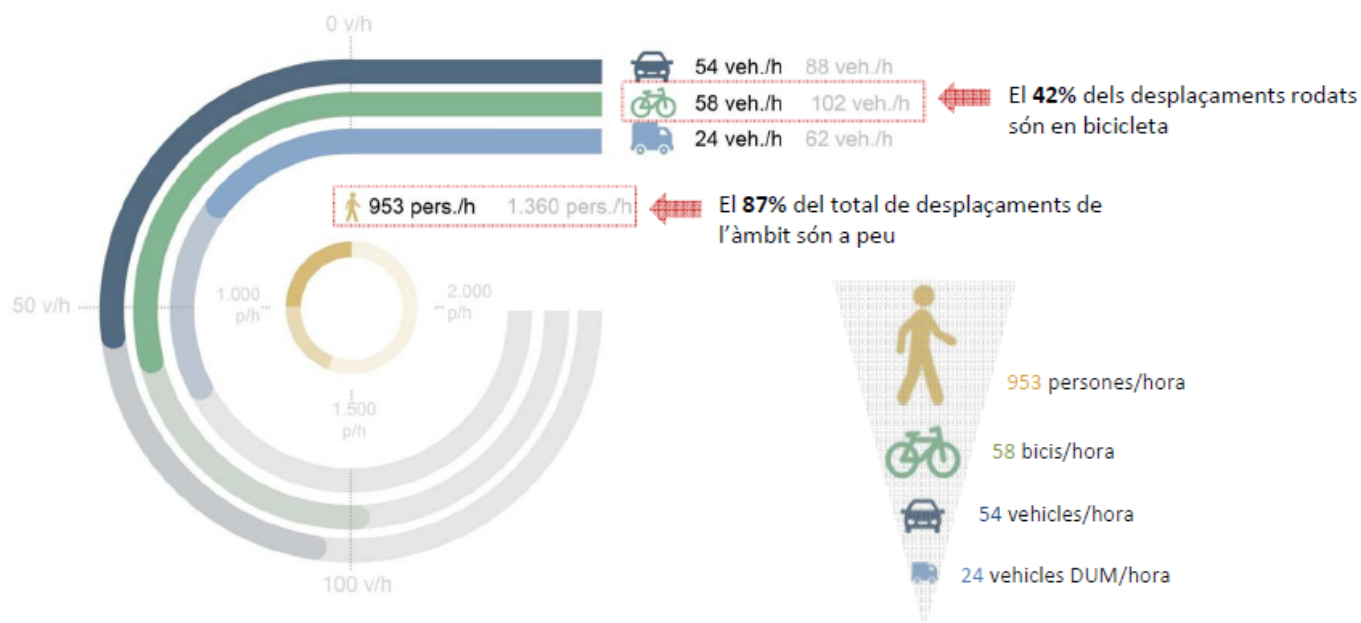 0 v/h
54 veh./h 88 veh./h
58 veh./h 102 veh./h
24 veh./h 62 veh./h
El 42% dels desplaçaments rodats
són en bicicleta
953 pers./h 1.360 pers./h
El 87% del total de desplaçaments de
l'àmbit són a peu
50 v/h
1.000
p/h
2.000
p/h
1.500
p/h
100 v/h
953 persones/hora
58 bicis/hora
54 vehicles/hora
24 vehicles DUM/hora